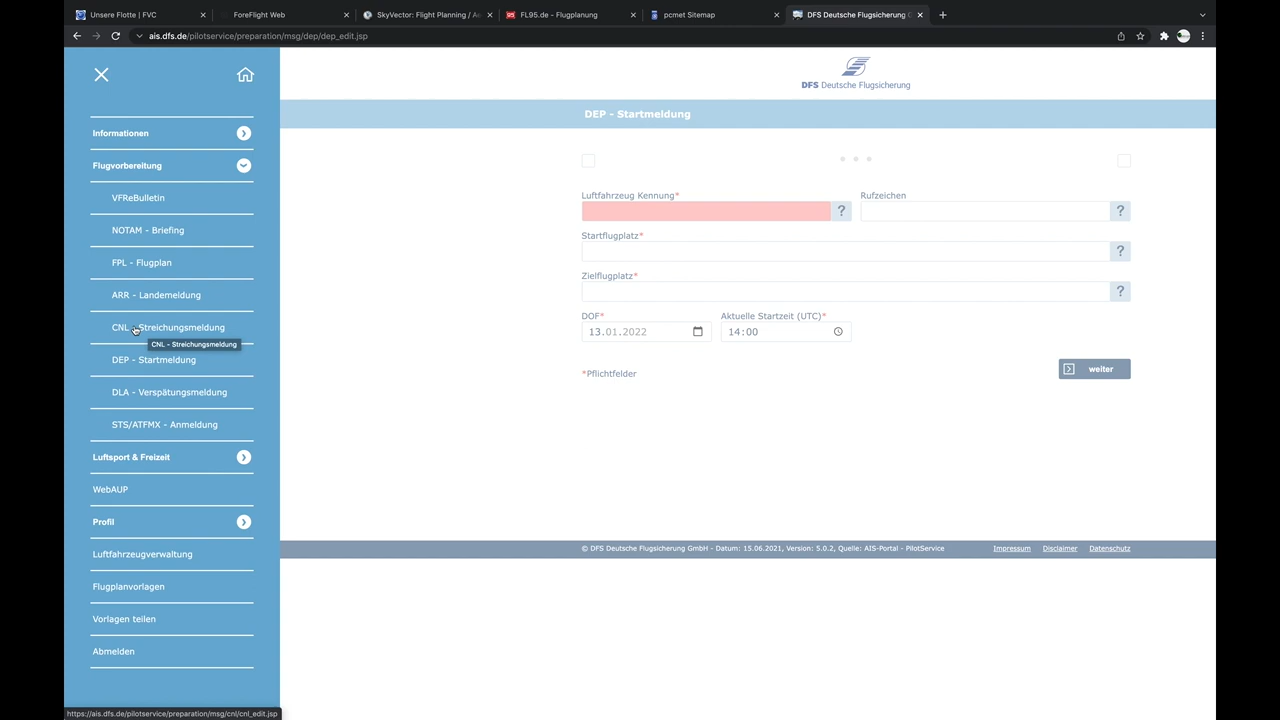 Unsere Flotte | FVC
ForeFlight Web
SkyVector: Flight Planning / Ae
FL95.de - Flugplanung
pcmet Sitemap
DFS Deutsche Flugsicherung G
ais.dfs.de/pilotservice/preparation/msg/dep/dep_edit.jsp
DFS Deutsche Flugsicherung
DEP - Startmeldung
Informationen
Flugvorbereitung
VFReBulletin
NOTAM - Briefing
FPL - Flugplan
ARR - Landemeldung
CNL - Streichungsmeldung
CNL - Streichungsmeldung
DEP - Startmeldung
DLA - Verspätungsmeldung
STS/ATFMX - Anmeldung
Luftsport & Freizeit
WebAUP
Profil
Luftfahrzeugverwaltung
Flugplanvorlagen
Vorlagen teilen
Abmelden
Luftfahrzeug Kennung* Rufzeichen
? ?
Startflugplatz*
?
Zielflugplatz*
?
DOF* Aktuelle Startzeit (UTC)*
13.01.2022 14:00
*Pflichtfelder weiter
© DFS Deutsche Flugsicherung GmbH - Datum: 15.06.2021, Version: 5.0.2, Quelle: AIS-Portal - PilotService Impressum Disclaimer Datenschutz
https://ais.dfs.de/pilotservice/preparation/msg/cnl/cnl_edit.jsp